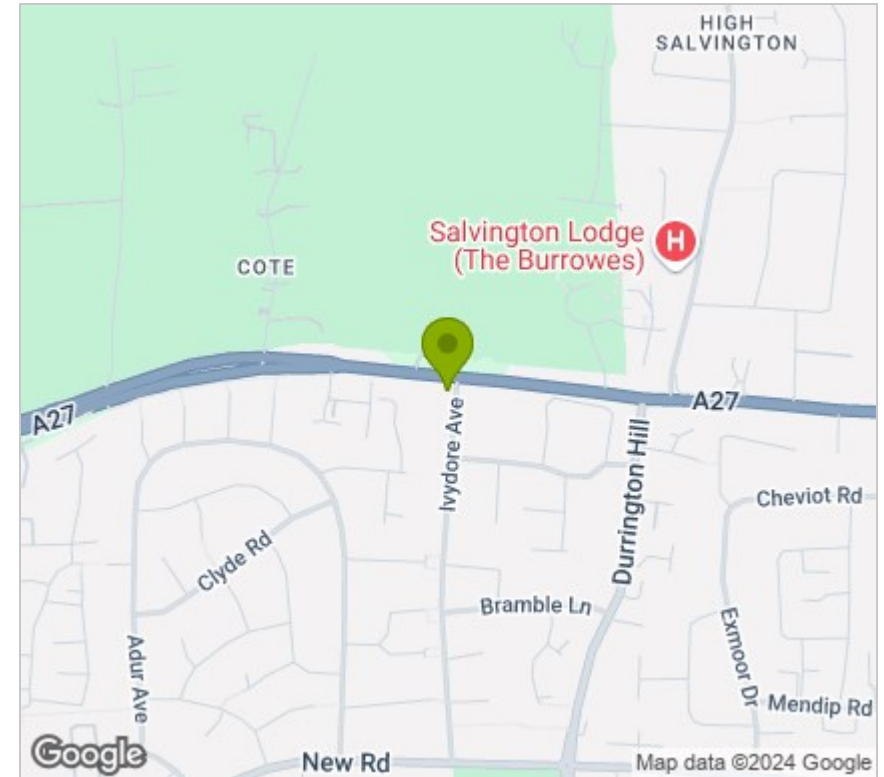 HIGH
SALVINGTON
Salvington Lodge
(The Burrowes)
H
COTE
A27
A27
Ivydore Ave
Durrington Hill
Cheviot Rd
Clyde Rd
Bramble Ln
Exmoor Dr
Adur Ave
Mendip Rd
New Rd
Google
Map data ©2024 Google